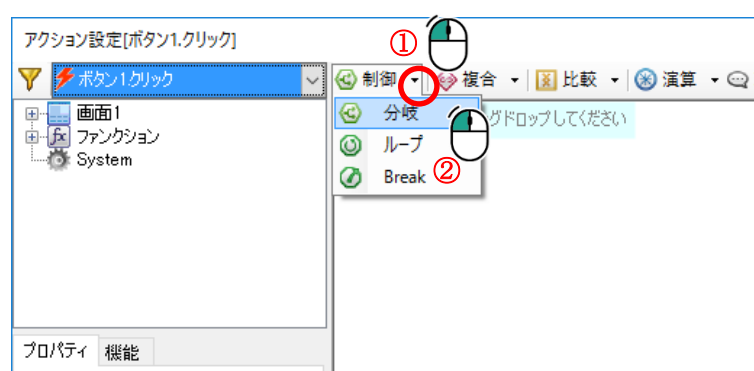 アクション設定[ボタン1.クリック]
①
ボタン1.クリック
制御 複合 比較 演算
画面1
ファンクション
System
分岐
ループ
Break
②
グドロップしてください
プロパティ 機能